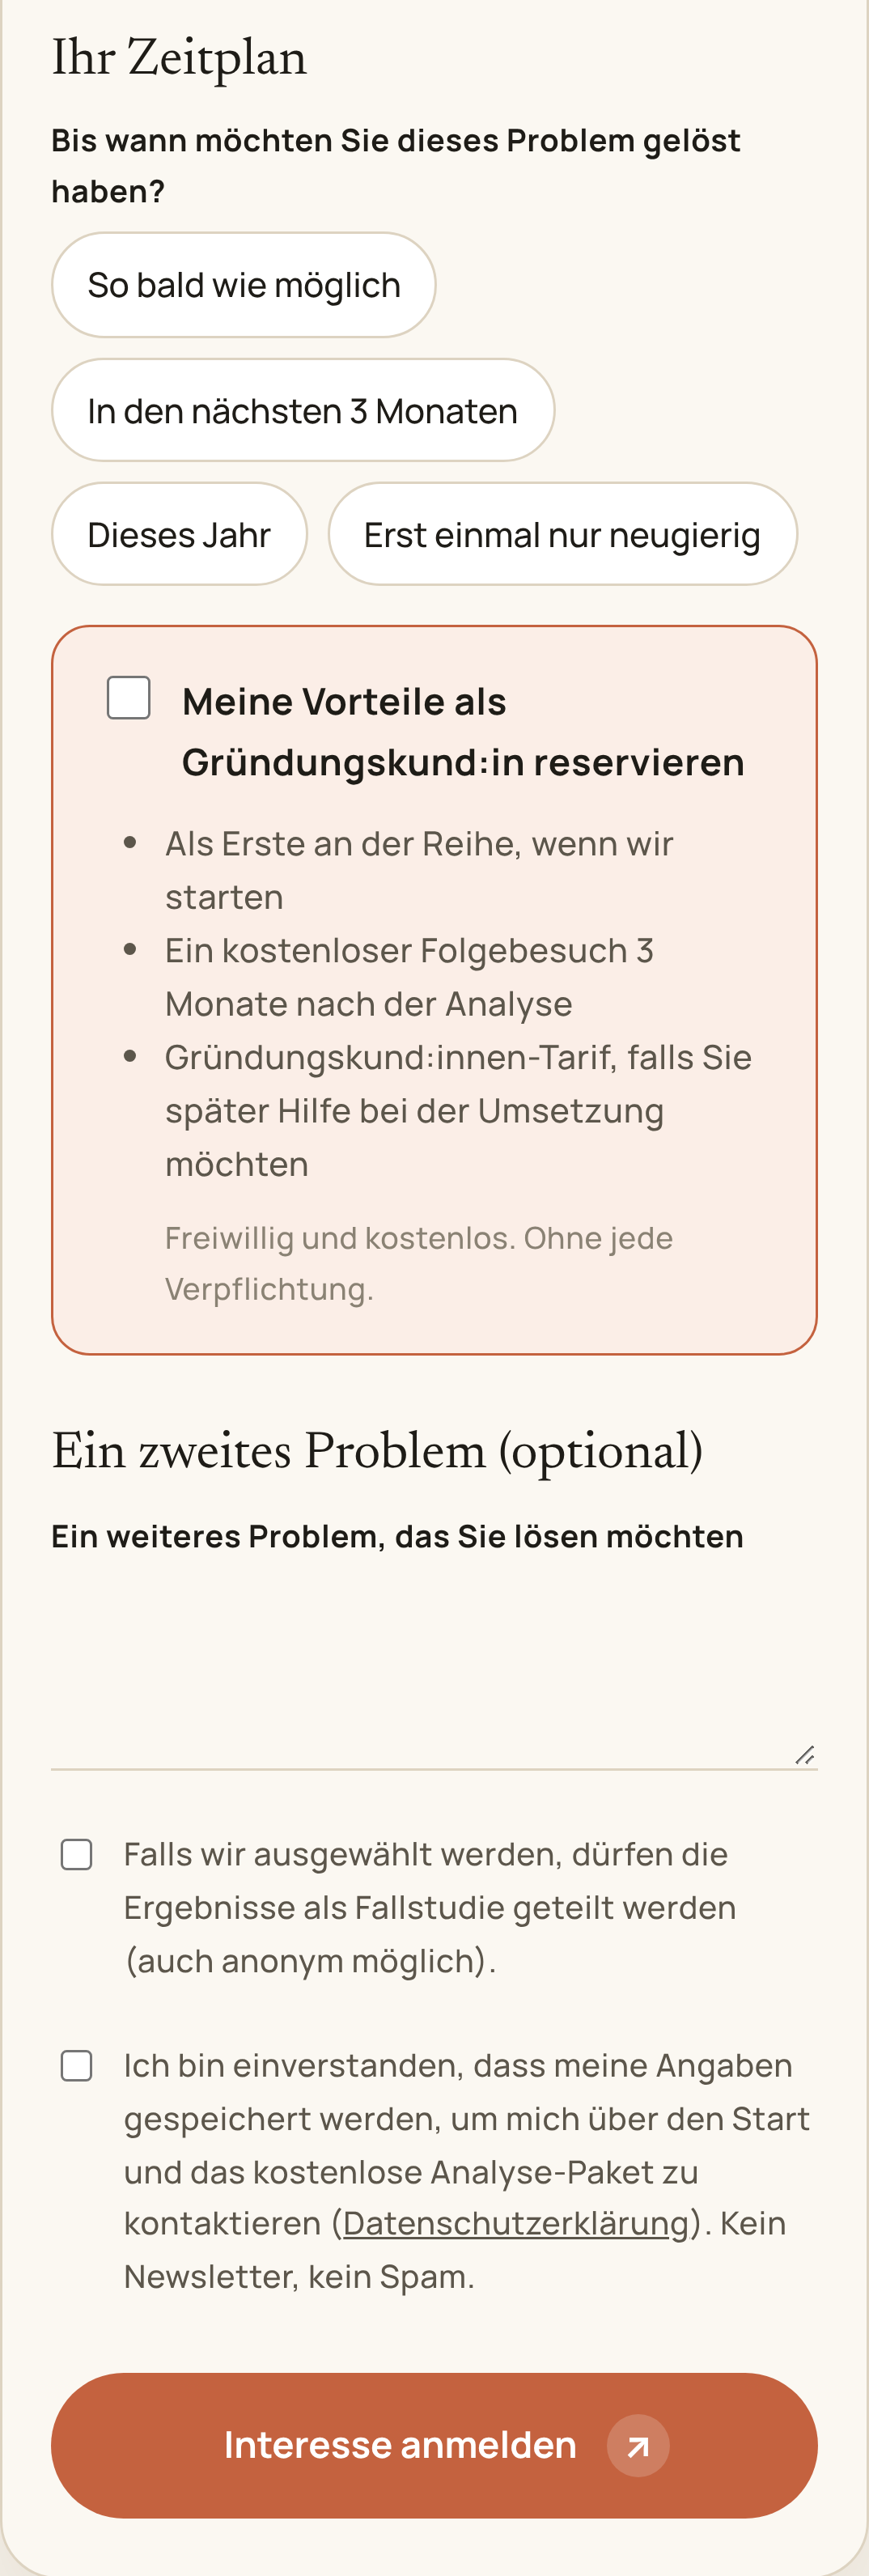 Ihr Zeitplan
Bis wann möchten Sie dieses Problem gelöst
haben?
So bald wie möglich
In den nächsten 3 Monaten
Dieses Jahr
Erst einmal nur neugierig
Meine Vorteile als
Gründungskund:in reservieren
Als Erste an der Reihe, wenn wir
starten
Ein kostenloser Folgebesuch 3
Monate nach der Analyse
Gründungskund:innen-Tarif, falls Sie
später Hilfe bei der Umsetzung
möchten
Freiwillig und kostenlos. Ohne jede
Verpflichtung.
Ein zweites Problem (optional)
Ein weiteres Problem, das Sie lösen möchten
Falls wir ausgewählt werden, dürfen die
Ergebnisse als Fallstudie geteilt werden
(auch anonym möglich).
Ich bin einverstanden, dass meine Angaben
gespeichert werden, um mich über den Start
und das kostenlose Analyse-Paket zu
kontaktieren (Datenschutzerklärung). Kein
Newsletter, kein Spam.
Interesse anmelden